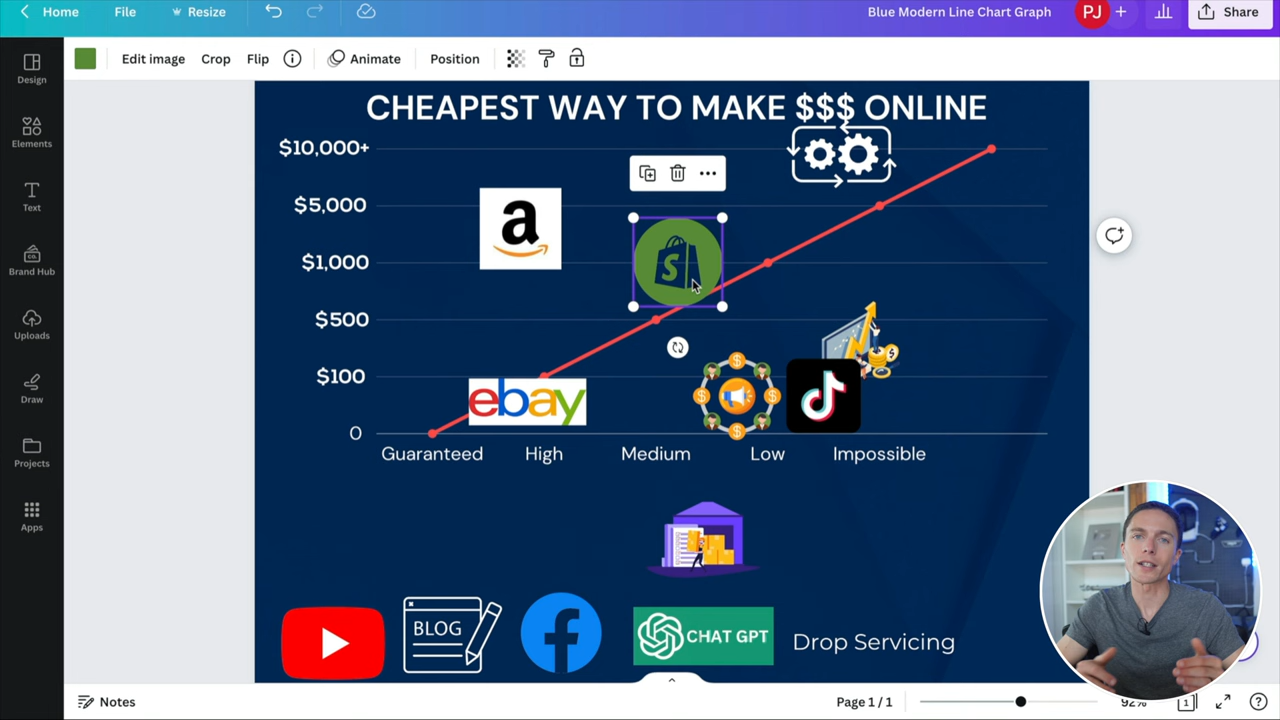 Home File Resize Blue Modern Line Chart Graph PJ + Share
Edit image Crop Flip Animate Position
Design
Elements
Text
Brand Hub
Uploads
Draw
Projects
Apps
CHEAPEST WAY TO MAKE $$$ ONLINE
$10,000+
$5,000
$1,000
$500
$100
0
a
S
ebay
Guaranteed High Medium Low Impossible
BLOG
CHAT GPT
Drop Servicing
Notes
Page 1 / 1
92%
1